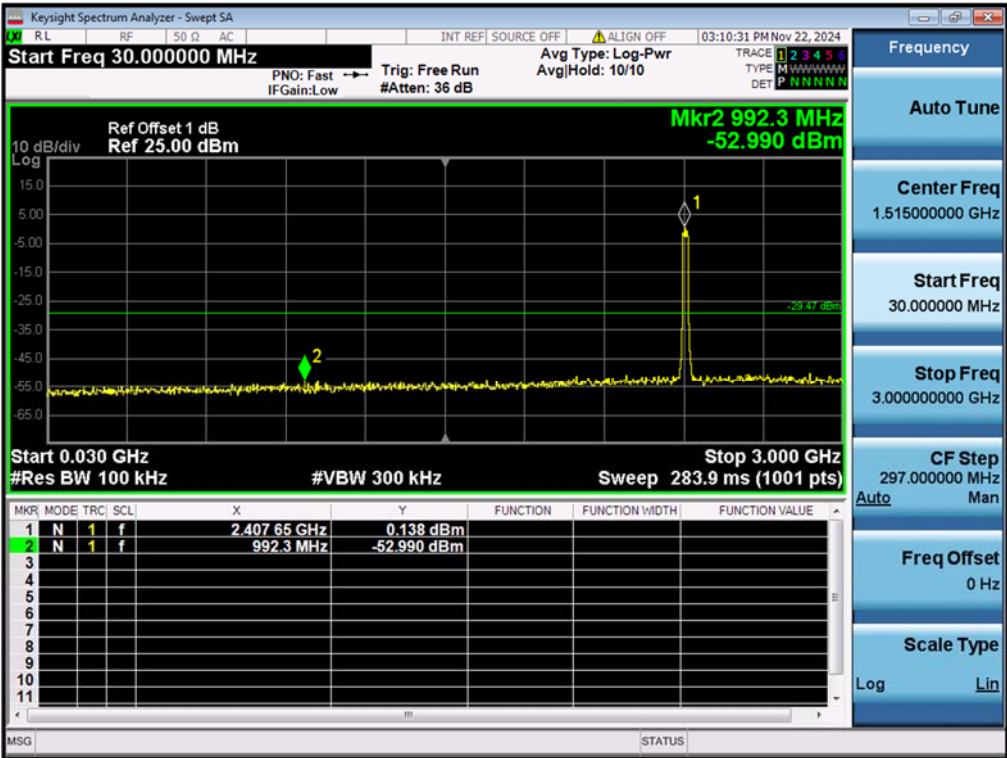 Keysight Spectrum Analyzer - Swept SA
LXI RL RF 50 Ω AC INT REF SOURCE OFF ALIGN OFF 03:10:31 PM Nov 22, 2024
Start Freq 30.000000 MHz
PNO: Fast
IFGain:Low
Trig: Free Run
#Atten: 36 dB
Avg Type: Log-Pwr
Avg|Hold: 10/10
TRACE 1 2 3 4 5 6
TYPE M WWWWW
DET P N N N N N
Mkr2 992.3 MHz
-52.990 dBm
Ref Offset 1 dB
10 dB/div Ref 25.00 dBm
Log
15.0
5.00
-5.00
-15.0
-25.0
-35.0
-45.0
-55.0
-65.0
1
-29.47 dBm
2
Start 0.030 GHz Stop 3.000 GHz
#Res BW 100 kHz #VBW 300 kHz Sweep 283.9 ms (1001 pts)
MKR MODE TRC SCL X Y FUNCTION FUNCTION WIDTH FUNCTION VALUE
1 N 1 f 2.407 65 GHz 0.138 dBm
2 N 1 f 992.3 MHz -52.990 dBm
3
4
5
6
7
8
9
10
11
MSG STATUS
Frequency
Auto Tune
Center Freq
1.515000000 GHz
Start Freq
30.000000 MHz
Stop Freq
3.000000000 GHz
CF Step
297.000000 MHz
Auto Man
Freq Offset
0 Hz
Scale Type
Log Lin